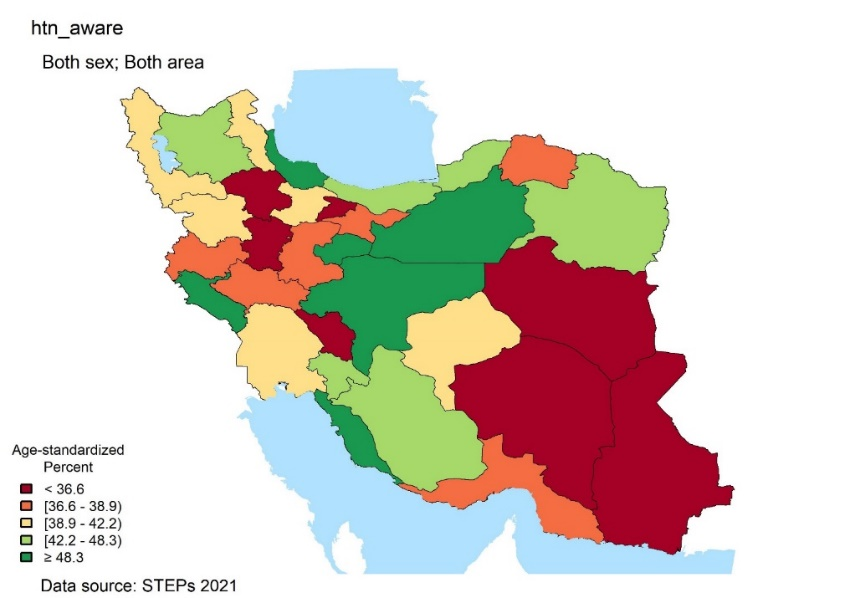 htn_aware
Both sex; Both area
Age-standardized
Percent
< 36.6
[36.6 - 38.9)
[38.9 - 42.2)
[42.2 - 48.3)
≥ 48.3
Data source: STEPs 2021